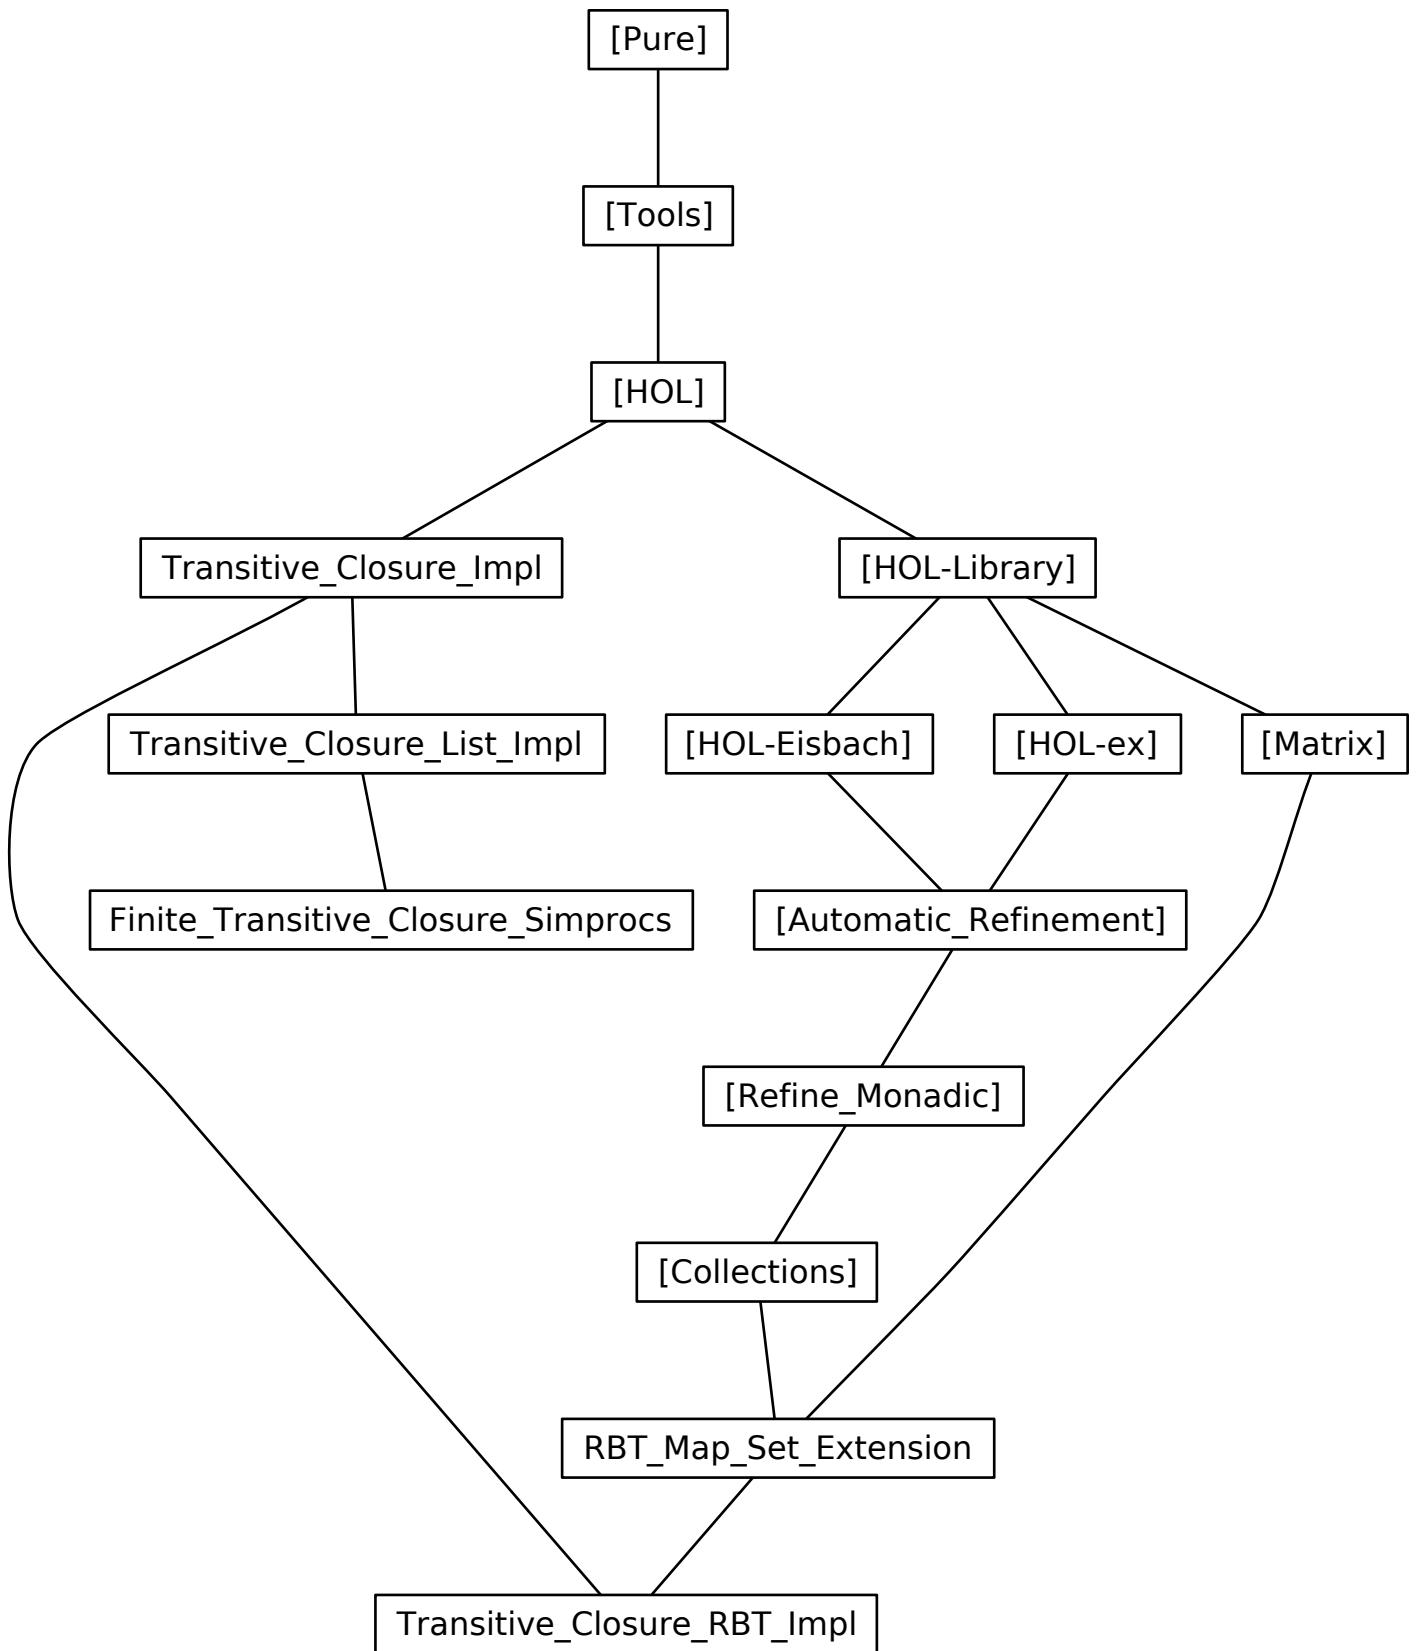 [Pure]
[Tools]
[HOL]
Transitive_Closure_Impl
[HOL-Library]
Transitive_Closure_List_Impl
[HOL-Eisbach]
[HOL-ex]
[Matrix]
Finite_Transitive_Closure_Simprocs
[Automatic_Refinement]
[Refine_Monadic]
[Collections]
RBT_Map_Set_Extension
Transitive_Closure_RBT_Impl